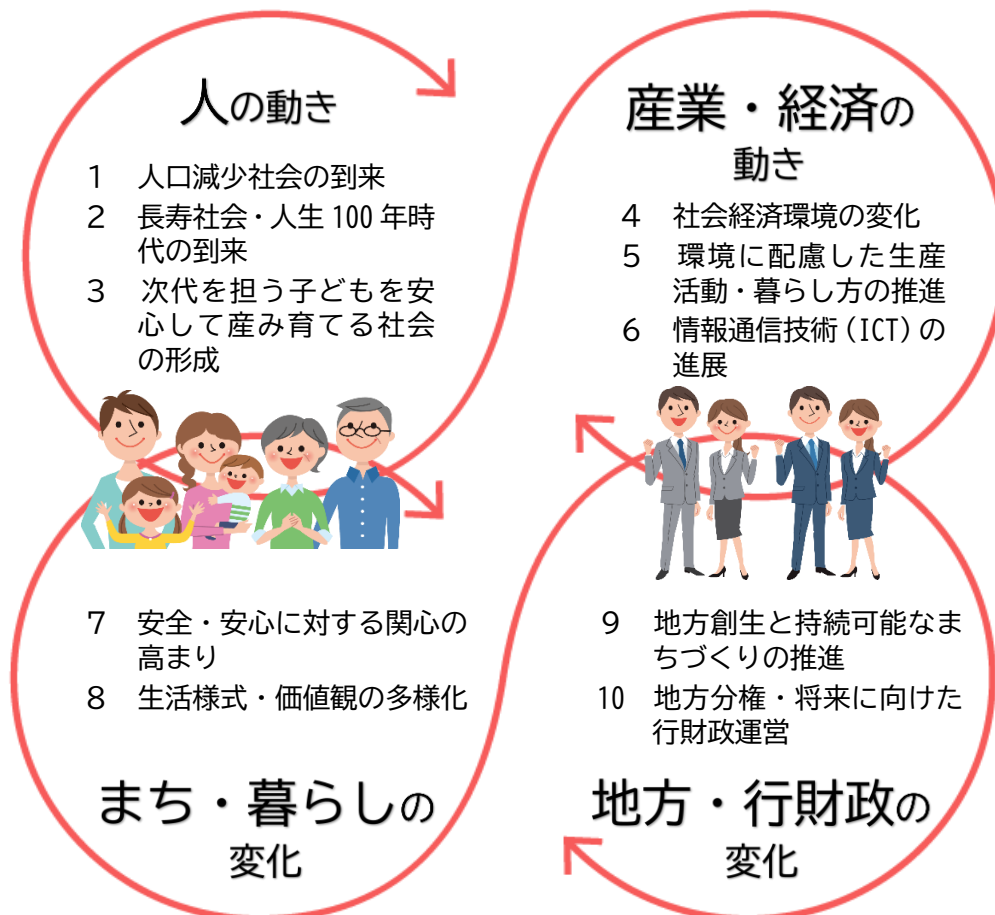 人の動き
1 人口減少社会の到来
2 長寿社会・人生 100 年時
代の到来
3 次代を担う子どもを安
心して産み育てる社会
の形成
産業・経済の
動き
4 社会経済環境の変化
5 環境に配慮した生産
活動・暮らし方の推進
6 情報通信技術(ICT)の
進展
7 安全・安心に対する関心の
高まり
8 生活様式・価値観の多様化
まち・暮らしの
変化
9 地方創生と持続可能なま
ちづくりの推進
10 地方分権・将来に向けた
行財政運営
地方・行財政の
変化